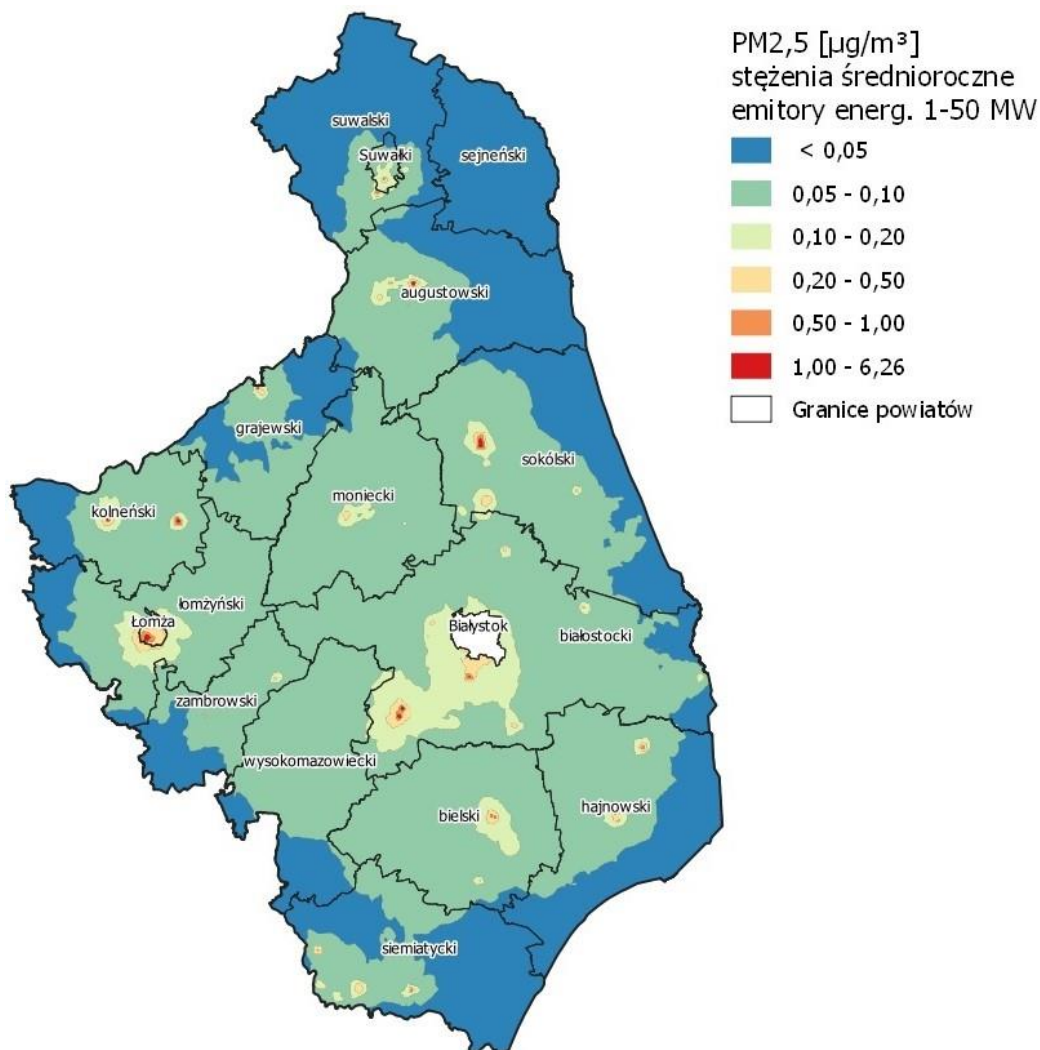 PM2,5 [µg/m³]
stężenia średnioroczne
emitory energ. 1-50 MW
< 0,05
0,05 - 0,10
0,10 - 0,20
0,20 - 0,50
0,50 - 1,00
1,00 - 6,26
Granice powiatów
suwalski
Suwałki
sejneński
augustowski
grajewski
sokólski
moniecki
kolneński
łomżyński
Łomża
Białystok
białostocki
zambrowski
wysokomazowiecki
bielski
hajnowski
siemiatycki